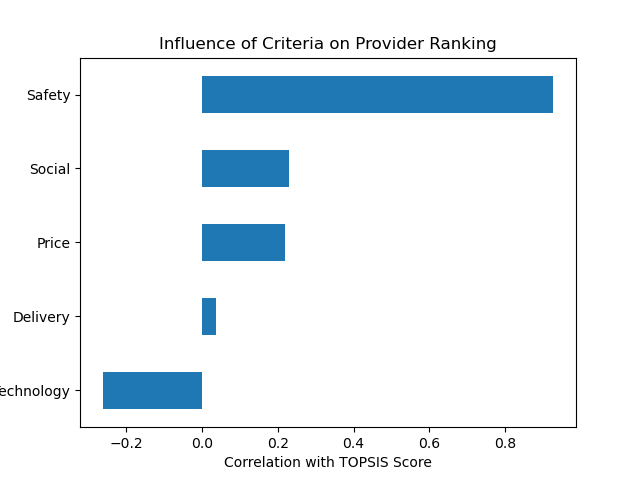 Influence of Criteria on Provider Ranking
Safety
Social
Price
Delivery
echnology
−0.2 0.0 0.2 0.4 0.6 0.8
Correlation with TOPSIS Score